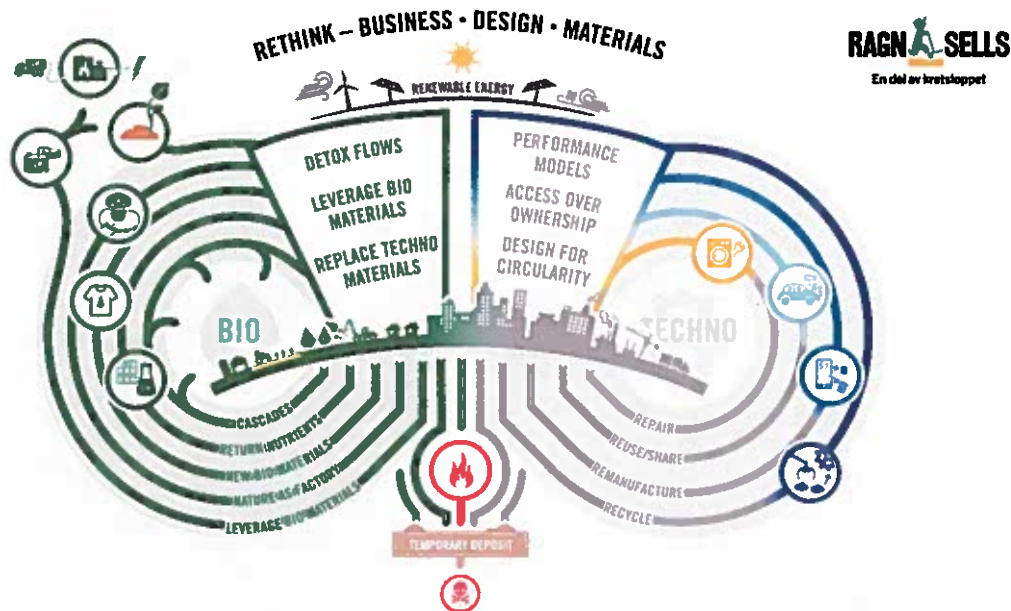 RETHINK – BUSINESS • DESIGN • MATERIALS
RAGN SELLS
En del av kretsloppet
RENEWABLE ENERGY
DETOX FLOWS
LEVERAGE BIO
MATERIALS
REPLACE TECHNO
MATERIALS
PERFORMANCE
MODELS
ACCESS OVER
OWNERSHIP
DESIGN FOR
CIRCULARITY
BIO
TECHNO
CASCADES
RETURN NUTRIENTS
NEW BIO MATERIALS
NATURE AS FACTORY
LEVERAGE BIO MATERIALS
REPAIR
REUSE/SHARE
REMANUFACTURE
RECYCLE
TEMPORARY DEPOSIT